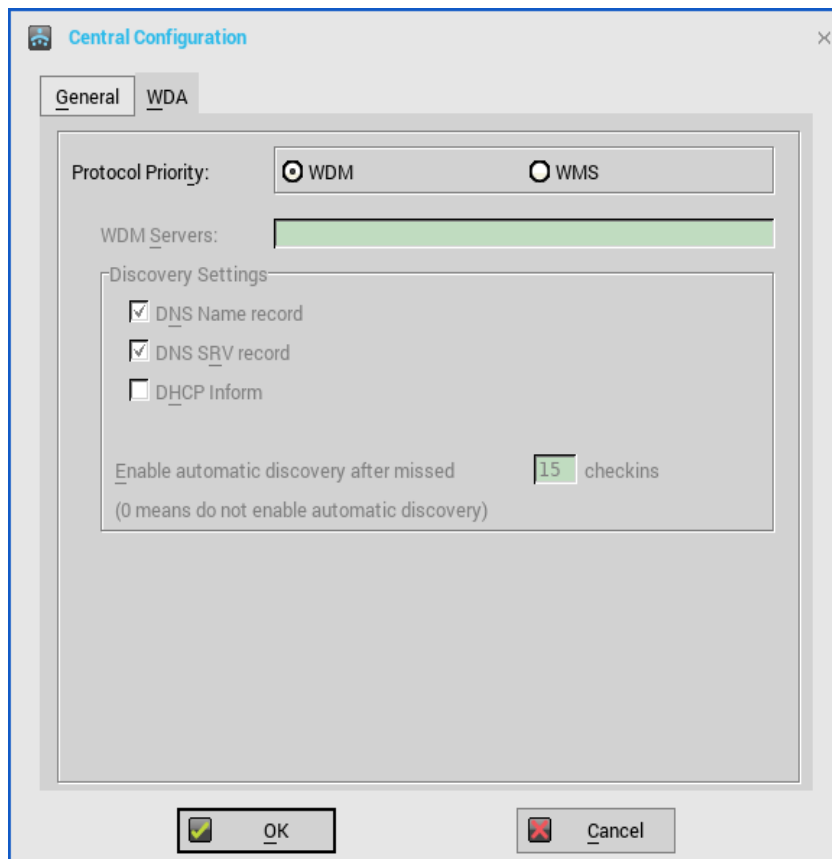 Central Configuration
General WDA
Protocol Priority: WDM WMS
WDM Servers:
Discovery Settings
DNS Name record
DNS SRV record
DHCP Inform
Enable automatic discovery after missed 15 checkins
(0 means do not enable automatic discovery)
OK Cancel